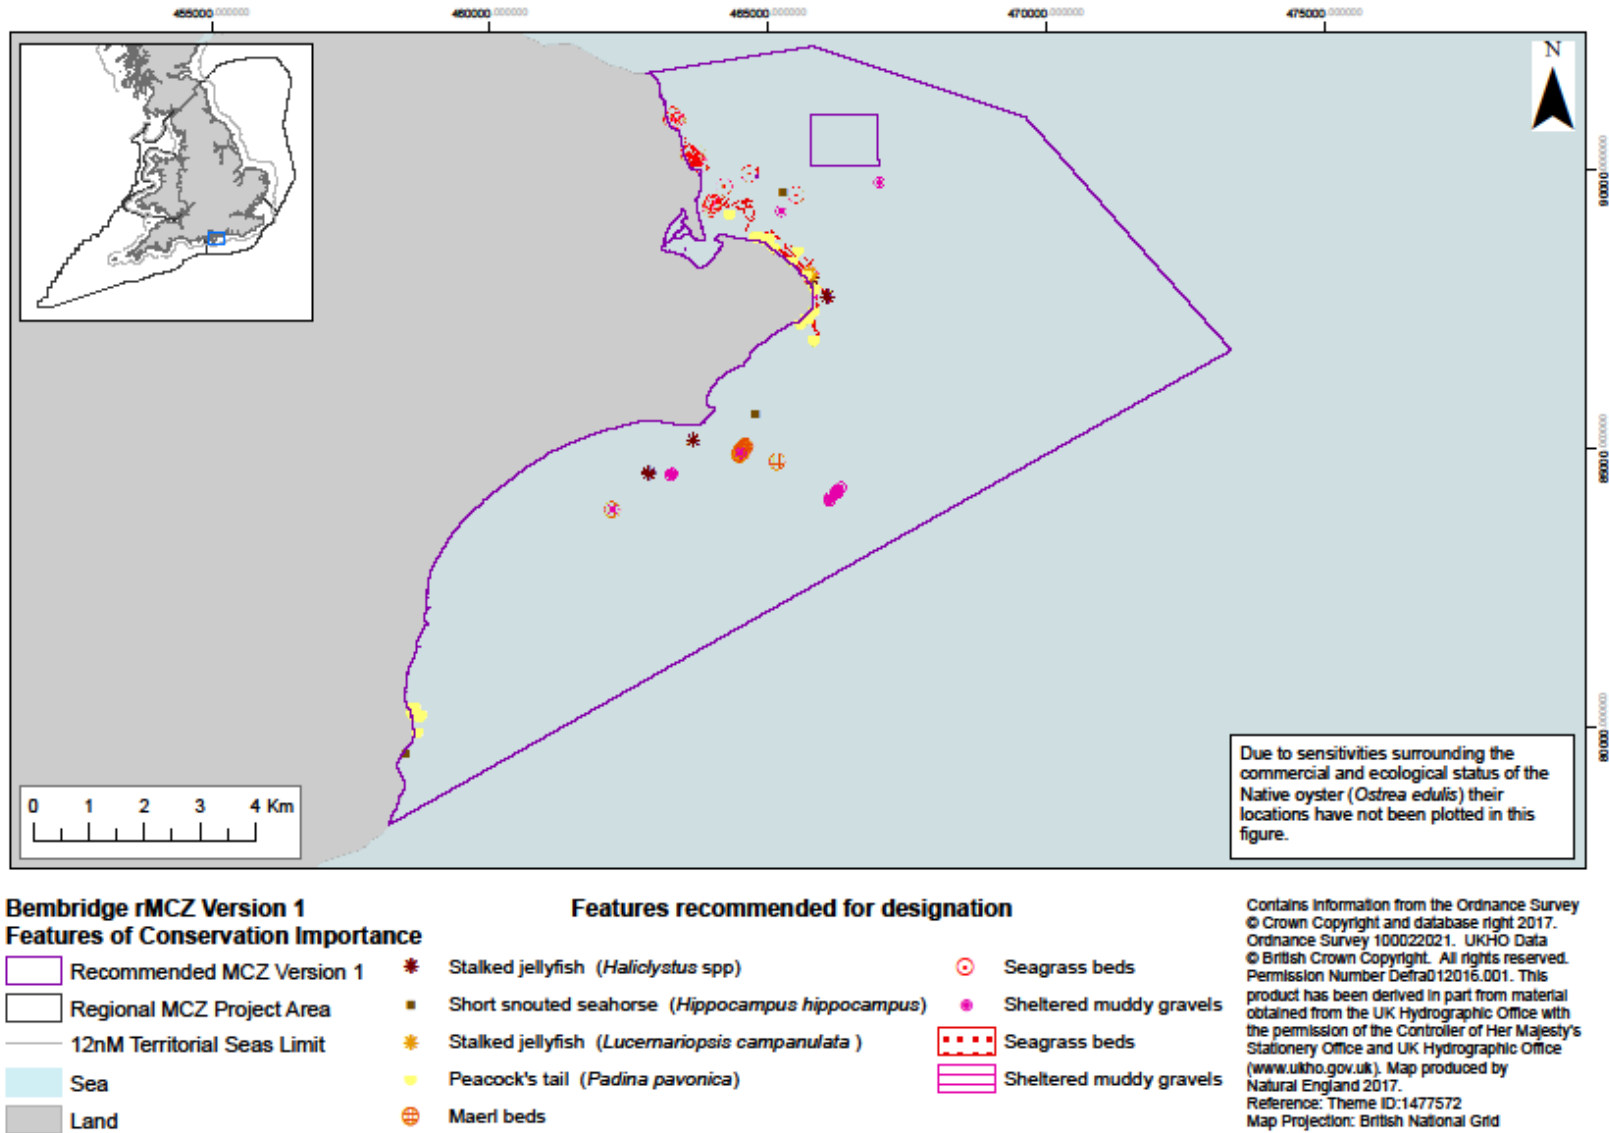 455000.000000 460000.000000 465000.000000 470000.000000 475000.000000
N
90000.000000
85000.000000
80000.000000
0 1 2 3 4 Km
Due to sensitivities surrounding the
commercial and ecological status of the
Native oyster (Ostrea edulis) their
locations have not been plotted in this
figure.
Bembridge rMCZ Version 1
Features of Conservation Importance
Recommended MCZ Version 1
Regional MCZ Project Area
12nM Territorial Seas Limit
Sea
Land
Features recommended for designation
Stalked jellyfish (Haliclystus spp)
Short snouted seahorse (Hippocampus hippocampus)
Stalked jellyfish (Lucernariopsis campanulata )
Peacock's tail (Padina pavonica)
Maerl beds
Seagrass beds
Sheltered muddy gravels
Seagrass beds
Sheltered muddy gravels
Contains information from the Ordnance Survey
© Crown Copyright and database right 2017.
Ordnance Survey 100022021. UKHO Data
© British Crown Copyright. All rights reserved.
Permission Number Defra012016.001. This
product has been derived in part from material
obtained from the UK Hydrographic Office with
the permission of the Controller of Her Majesty's
Stationery Office and UK Hydrographic Office
(www.ukho.gov.uk). Map produced by
Natural England 2017.
Reference: Theme ID:1477572
Map Projection: British National Grid